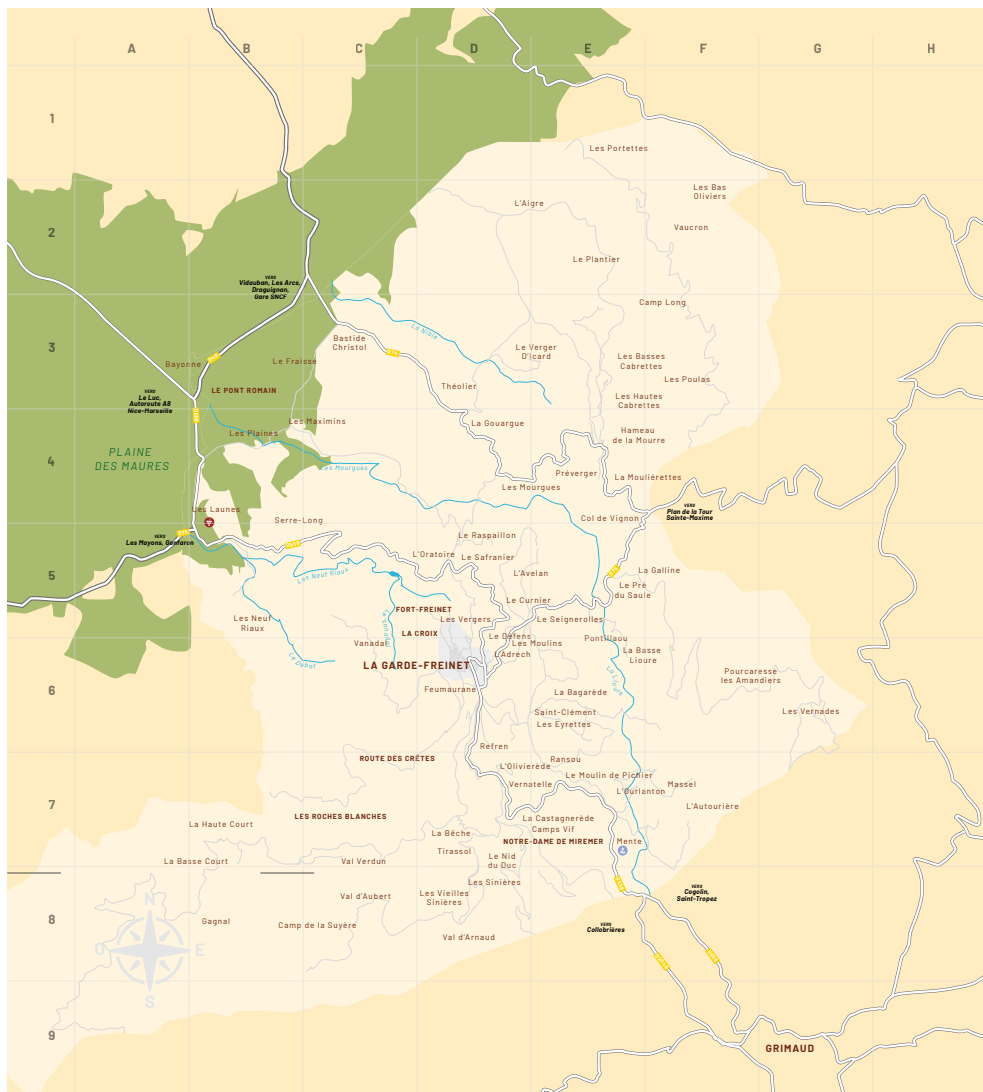 A
B
C
D
E
F
G
H
1
Les Portettes
Les Bas
Oliviers
L'Aigre
Vaucron
2
Le Plantier
VERS
Vidauban, Les Arcs,
Draguignan,
Gare SNCF
Camp Long
La Nible
Bastide
Christol
3
Le Verger
D'Icard
Bayonne
Le Fraisse
Les Basses
Cabrettes
Les Poulas
Théolier
LE PONT ROMAIN
VERS
Le Luc,
Autoroute A8
Nice-Marseille
Les Hautes
Cabrettes
Les Maximins
La Gouargue
Les Plaines
Hameau
de la Mourre
PLAINE
DES MAURES
4
Les Mourgues
Préverger
La Moulièrettes
Les Mourgues
Les Launes
VERS
Plan de la Tour
Sainte-Maxime
Serre-Long
Col de Vignon
VERS
Les Mayons, Gonfaron
Le Raspaillon
L'Oratoire
Le Safranier
5
Les Neuf Rioux
L'Avelan
La Galline
Le Pré
du Saule
Le Curnier
FORT-FREINET
Les Neuf
Riaux
Les Vergers
Le Seignerolles
LA CROIX
Le Défens
Vanadal
Les Moulins
Pontillaou
L'Adrech
La Basse
Lioure
LA GARDE-FREINET
Pourcaresse
les Amandiers
6
Feumaurane
La Bagarède
Saint-Clément
Les Eyrettes
Les Vernades
Refren
ROUTE DES CRÊTES
Ransou
L'Olivierède
Le Moulin de Pichier
Vernatelle
Massel
L'Ourlanton
7
L'Autourière
LES ROCHES BLANCHES
La Castagnerède
La Haute Court
Camps Vif
La Bêche
NOTRE-DAME DE MIREMER
Mente
Tirassol
La Basse Court
Val Verdun
Le Nid
du Duc
Les Sinières
VERS
Cogolin,
Saint-Tropez
Val d'Aubert
Les Vieilles
Sinières
N
8
Gagnal
Camp de la Suyère
VERS
Collobrières
Val d'Arnaud
O
E
S
9
GRIMAUD